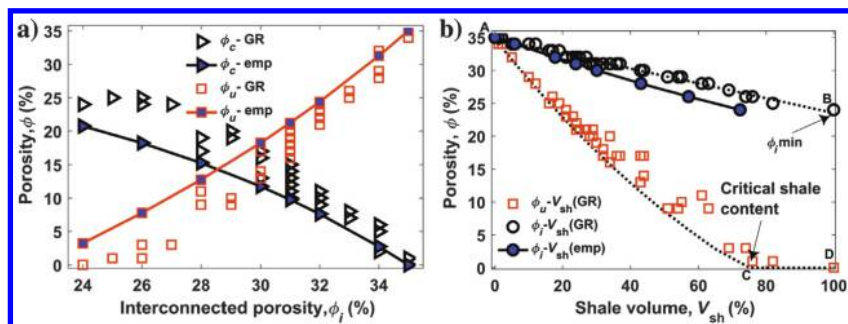 a)
Porosity, ϕ (%)
35
30
25
20
15
10
5
0
ϕc- GR
ϕc- emp
ϕu- GR
ϕu- emp
24 26 28 30 32 34
Interconnected porosity,ϕi (%)
b)
Porosity, ϕ (%)
35
30
25
20
15
10
5
0
A
B
ϕi min
Critical shale
content
ϕu-Vsh(GR)
ϕi-Vsh(GR)
ϕi-Vsh(emp)
C
D
0 20 40 60 80 100
Shale volume, Vsh (%)